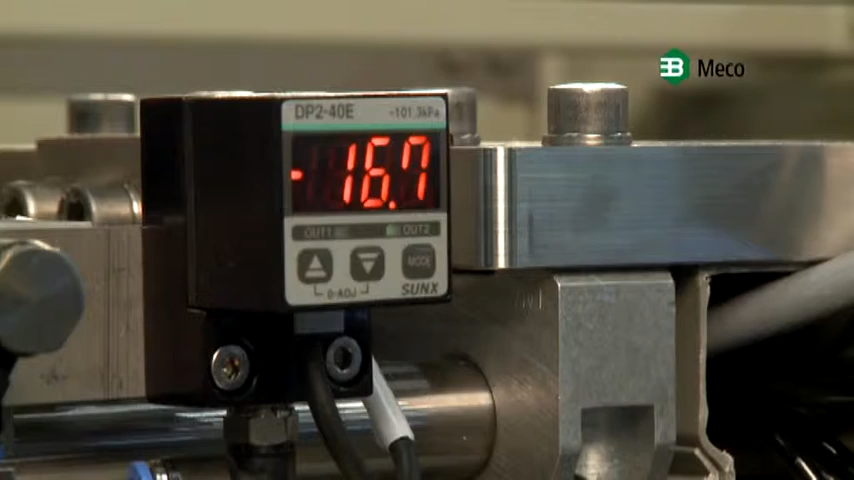 Meco
DP2-40E -101.3kPa
-16.7
OUT1 OUT2
MODE
0-ADJ
SUNX